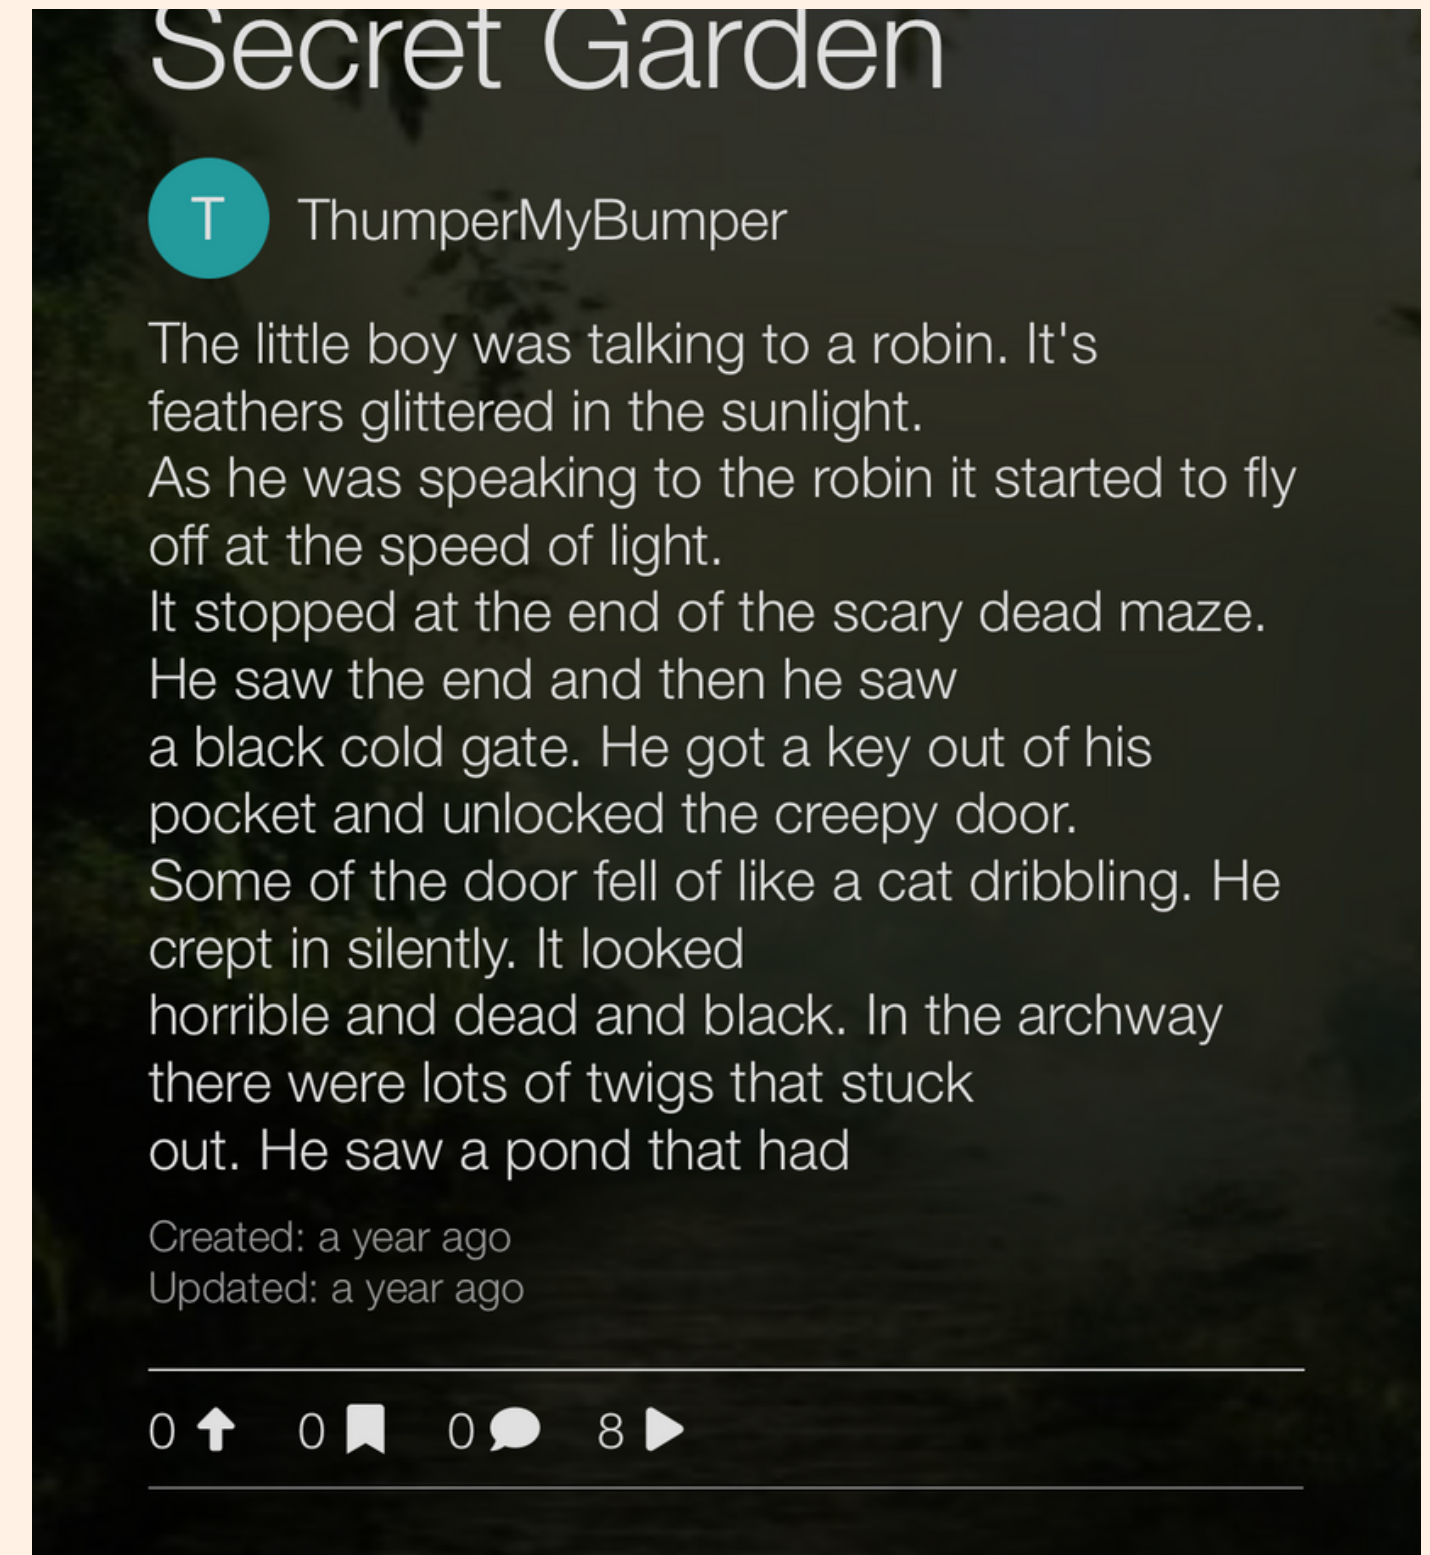 Secret Garden
T ThumperMyBumper
The little boy was talking to a robin. It's
feathers glittered in the sunlight.
As he was speaking to the robin it started to fly
off at the speed of light.
It stopped at the end of the scary dead maze.
He saw the end and then he saw
a black cold gate. He got a key out of his
pocket and unlocked the creepy door.
Some of the door fell of like a cat dribbling. He
crept in silently. It looked
horrible and dead and black. In the archway
there were lots of twigs that stuck
out. He saw a pond that had
Created: a year ago
Updated: a year ago
0 0 0 8